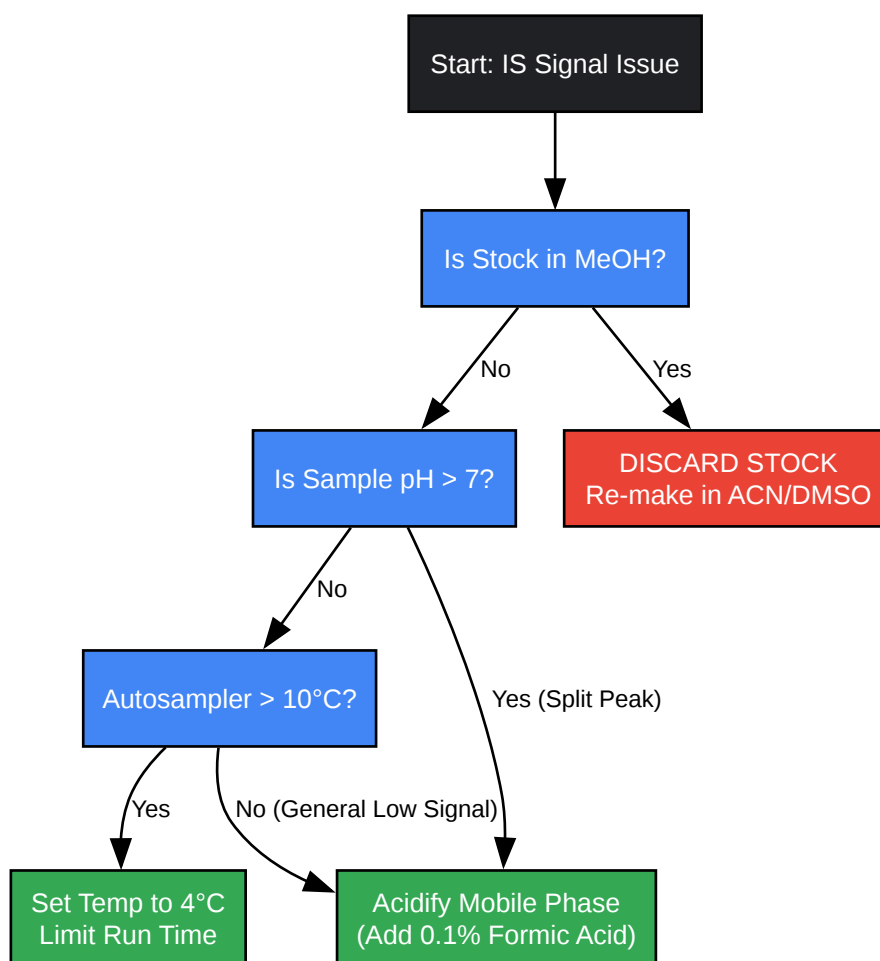 Start: IS Signal Issue
Is Stock in MeOH?
No
Yes
Is Sample pH > 7?
DISCARD STOCK
Re-make in ACN/DMSO
No
Autosampler > 10°C?
Yes (Split Peak)
Yes
No (General Low Signal)
Set Temp to 4°C
Limit Run Time
Acidify Mobile Phase
(Add 0.1% Formic Acid)